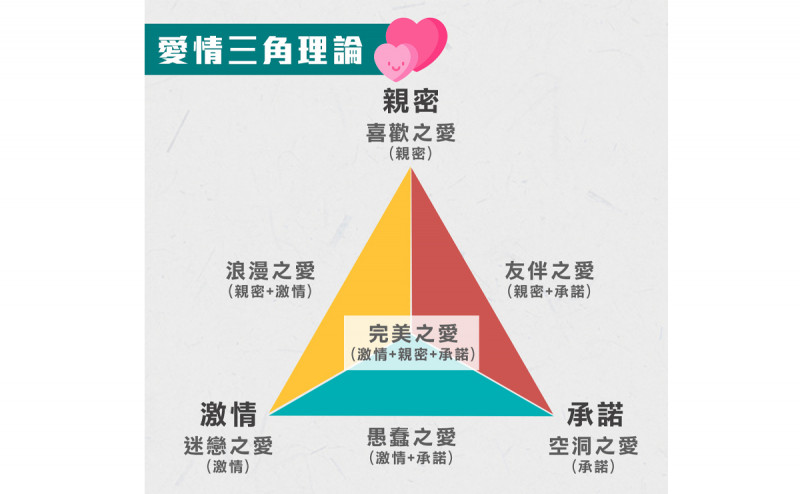 愛情三角理論
親密
喜歡之愛
(親密)
浪漫之愛
(親密+激情)
友伴之愛
(親密+承諾)
完美之愛
(激情+親密+承諾)
激情
迷戀之愛
(激情)
愚蠢之愛
(激情+承諾)
承諾
空洞之愛
(承諾)